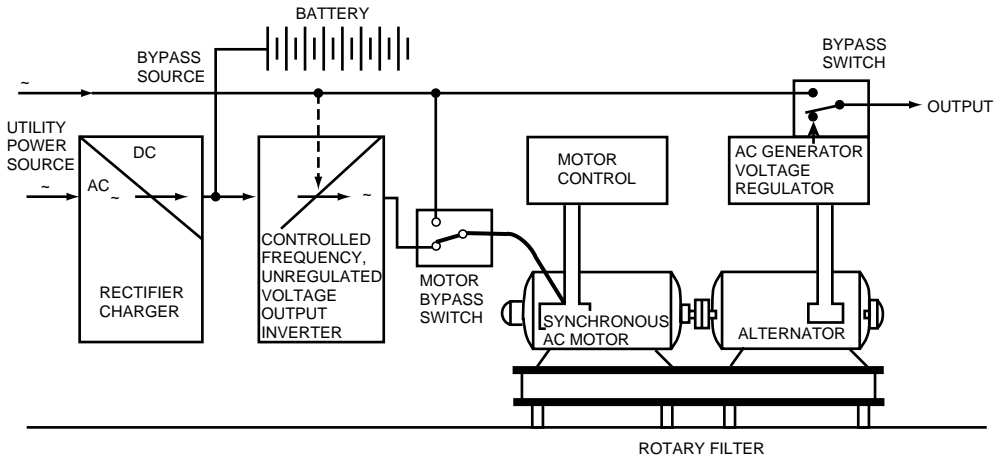 BATTERY
BYPASS
SOURCE
BYPASS
SWITCH
~
OUTPUT
UTILITY
POWER
SOURCE
~
DC
AC
~
RECTIFIER
CHARGER
~
CONTROLLED
FREQUENCY,
UNREGULATED
VOLTAGE
OUTPUT
INVERTER
MOTOR
BYPASS
SWITCH
MOTOR
CONTROL
AC GENERATOR
VOLTAGE
REGULATOR
SYNCHRONOUS
AC MOTOR
ALTERNATOR
ROTARY FILTER